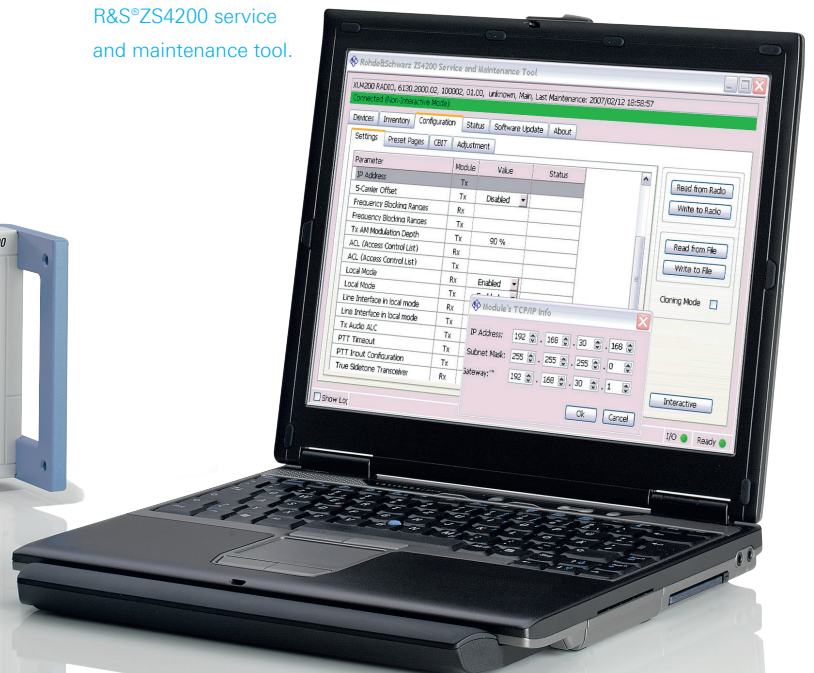 R&S®ZS4200 service
and maintenance tool.
Rohde&Schwarz ZS4200 Service and Maintenance Tool
XU4200 RADIO, 6130.2000.02, 100002, 01.00, unknown, Main, Last Maintenance: 2007/02/12 18:58:57
Connected (Non-Interactive Mode)
Devices Inventory Configuration Status Software Update About
Settings Preset Pages CBIT Adjustment
Parameter Module Value Status
IP Address Tx
5-Carrier Offset Tx Disabled
Frequency Blocking Ranges Rx
Frequency Blocking Ranges Tx
Tx AM Modulation Depth Tx 90 %
ACL (Access Control List) Rx
ACL (Access Control List) Tx
Local Mode Rx Enabled
Local Mode Tx
Line Interface in local mode Rx
Line Interface in local mode Tx
Tx Audio ALC Tx
PTT Timeout Tx
PTT Input Configuration Tx
True Sidetone Transceiver Rx
Read from Radio
Write to Radio
Read from File
Write to File
Cloning Mode
Interactive
Module's TCP/IP Info
IP Address: 192 . 168 . 30 . 168
Subnet Mask: 255 . 255 . 255 . 0
Gateway: 192 . 168 . 30 . 1
Ok Cancel
Show Log
I/O Ready